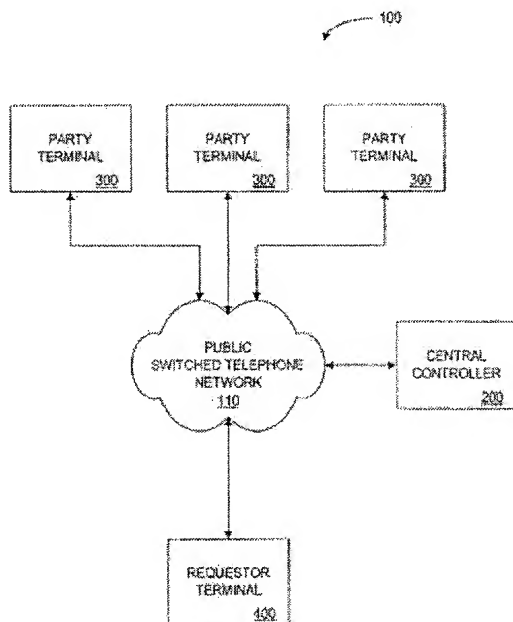 100
PARTY
TERMINAL
300
PARTY
TERMINAL
300
PARTY
TERMINAL
300
PUBLIC
SWITCHED TELEPHONE
NETWORK
110
CENTRAL
CONTROLLER
200
REQUESTOR
TERMINAL
400